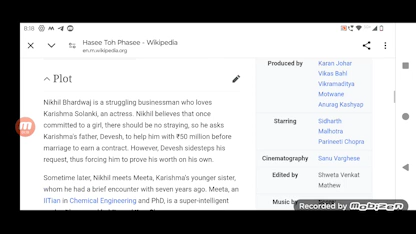 8:18
Hasee Toh Phasee - Wikipedia
en.m.wikipedia.org
Plot
Nikhil Bhardwaj is a struggling businessman who loves
Karishma Solanki, an actress. Nikhil believes that once
committed to a girl, there should be no straying, so he asks
Karishma's father, Devesh, to help him with ₹50 million before
marriage to earn a contract. However, Devesh sidesteps his
request, thus forcing him to prove his worth on his own.
Sometime later, Nikhil meets Meeta, Karishma's younger sister,
whom he had a brief encounter with seven years ago. Meeta, an
IITian in Chemical Engineering and PhD, is a super-intelligent
Produced by
Karan Johar
Vikas Bahl
Vikramaditya
Motwane
Anurag Kashyap
Starring
Sidharth
Malhotra
Parineeti Chopra
Cinematography
Sanu Varghese
Edited by
Shweta Venkat
Mathew
Music by
Recorded by
MOBIZEN